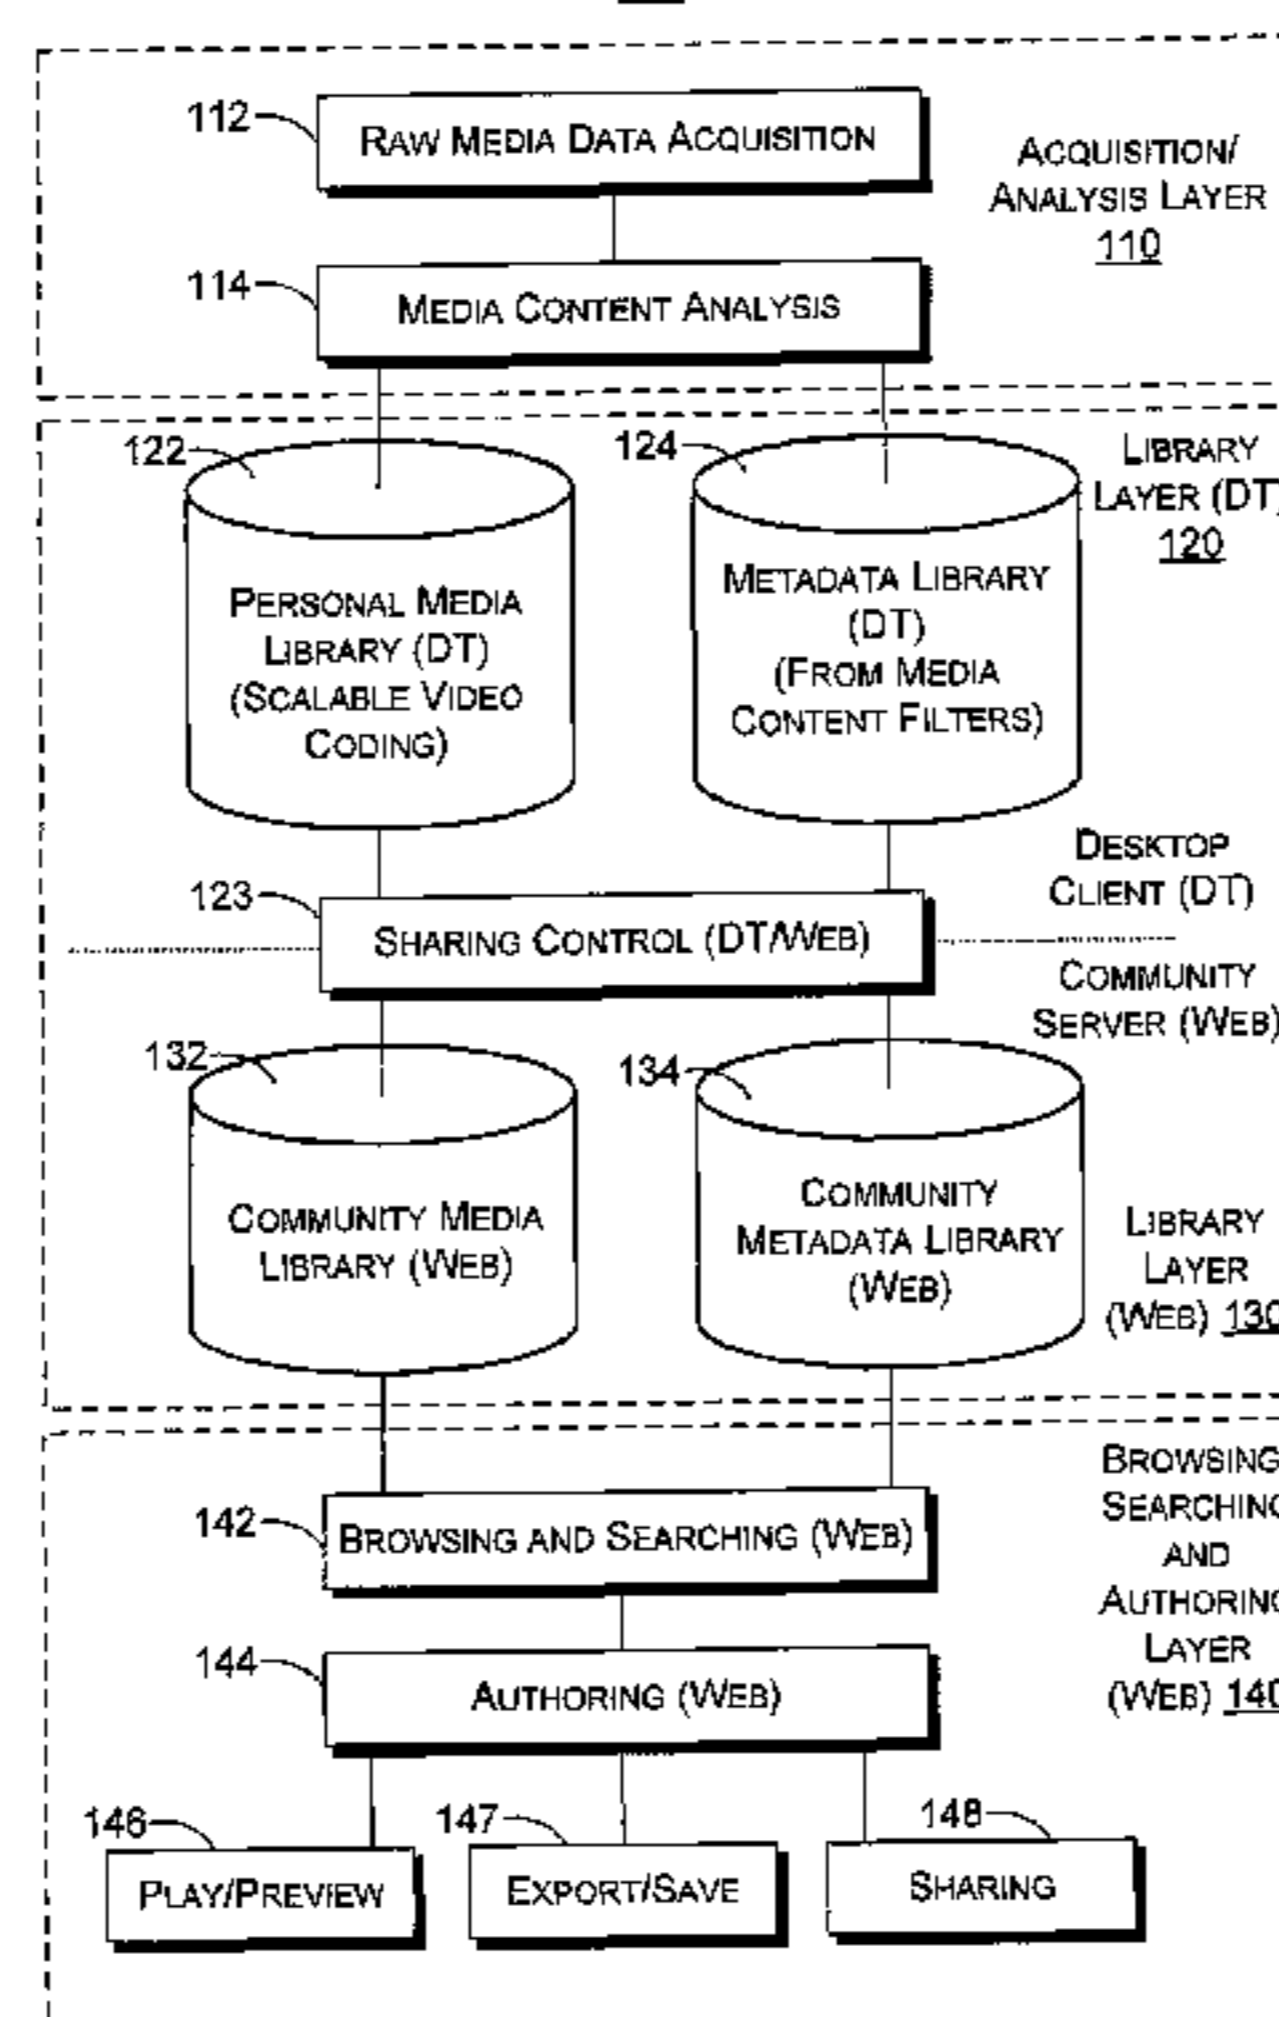 112
RAW MEDIA DATA ACQUISITION
ACQUISITION/
ANALYSIS LAYER
110
114
MEDIA CONTENT ANALYSIS
122
124
LIBRARY
LAYER (DT)
120
PERSONAL MEDIA
LIBRARY (DT)
(SCALABLE VIDEO
CODING)
METADATA LIBRARY
(DT)
(FROM MEDIA
CONTENT FILTERS)
DESKTOP
CLIENT (DT)
123
SHARING CONTROL (DT/WEB)
COMMUNITY
SERVER (WEB)
132
134
COMMUNITY MEDIA
LIBRARY (WEB)
COMMUNITY
METADATA LIBRARY
(WEB)
LIBRARY
LAYER
(WEB) 130
BROWSING
SEARCHING
AND
AUTHORING
LAYER
(WEB) 140
142
BROWSING AND SEARCHING (WEB)
144
AUTHORING (WEB)
146
PLAY/PREVIEW
147
EXPORT/SAVE
148
SHARING